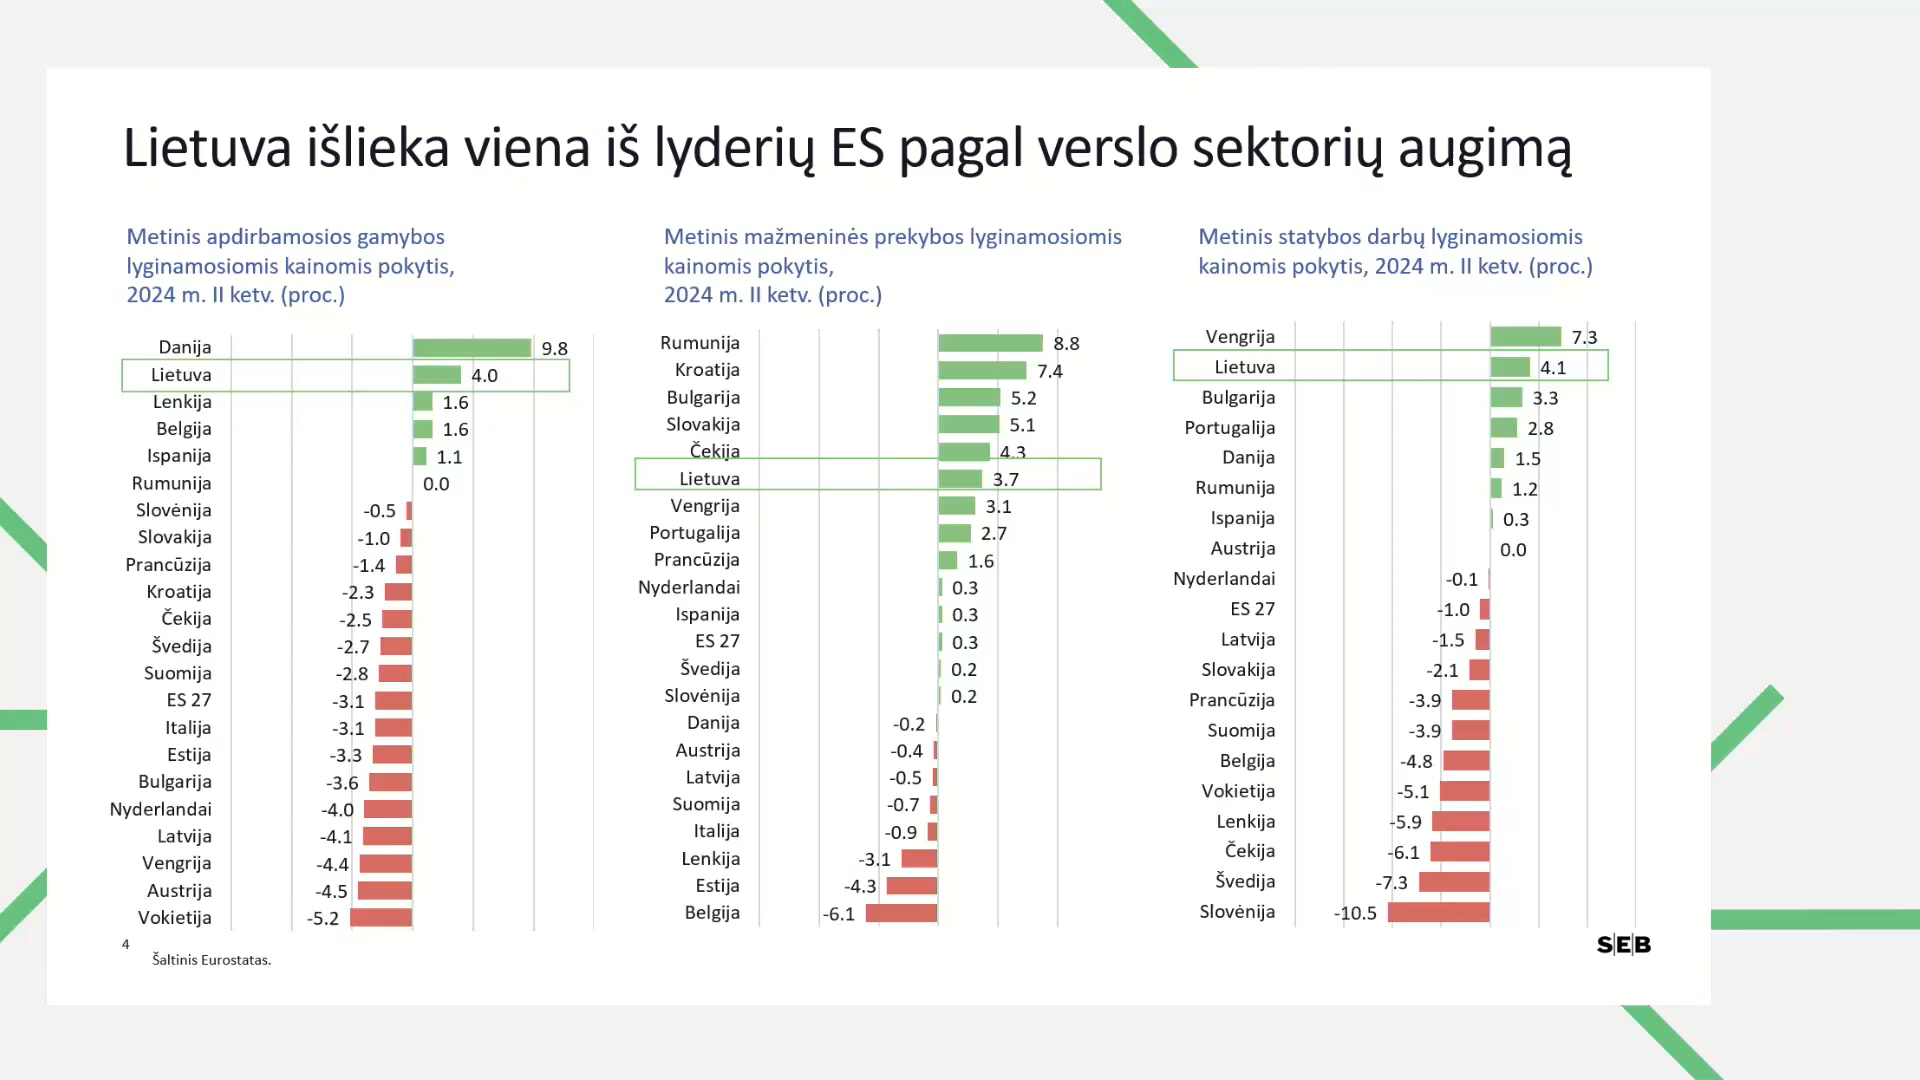 Lietuva išlieka viena iš lyderių ES pagal verslo sektorių augimą
Metinis apdirbamosios gamybos
lyginamosiomis kainomis pokytis,
2024 m. II ketv. (proc.)
Danija 9.8
Lietuva 4.0
Lenkija 1.6
Belgija 1.6
Ispanija 1.1
Rumunija 0.0
Slovėnija -0.5
Slovakija -1.0
Prancūzija -1.4
Kroatija -2.3
Čekija -2.5
Švedija -2.7
Suomija -2.8
ES 27 -3.1
Italija -3.1
Estija -3.3
Bulgarija -3.6
Nyderlandai -4.0
Latvija -4.1
Vengrija -4.4
Austrija -4.5
Vokietija -5.2
Metinis mažmeninės prekybos lyginamosiomis
kainomis pokytis,
2024 m. II ketv. (proc.)
Rumunija 8.8
Kroatija 7.4
Bulgarija 5.2
Slovakija 5.1
Čekija 4.3
Lietuva 3.7
Vengrija 3.1
Portugalija 2.7
Prancūzija 1.6
Nyderlandai 0.3
Ispanija 0.3
ES 27 0.3
Švedija 0.2
Slovėnija 0.2
Danija -0.2
Austrija -0.4
Latvija -0.5
Suomija -0.7
Italija -0.9
Lenkija -3.1
Estija -4.3
Belgija -6.1
Metinis statybos darbų lyginamosiomis
kainomis pokytis, 2024 m. II ketv. (proc.)
Vengrija 7.3
Lietuva 4.1
Bulgarija 3.3
Portugalija 2.8
Danija 1.5
Rumunija 1.2
Ispanija 0.3
Austrija 0.0
Nyderlandai -0.1
ES 27 -1.0
Latvija -1.5
Slovakija -2.1
Prancūzija -3.9
Suomija -3.9
Belgija -4.8
Vokietija -5.1
Lenkija -5.9
Čekija -6.1
Švedija -7.3
Slovėnija -10.5
4
Šaltinis Eurostatas.
SEB